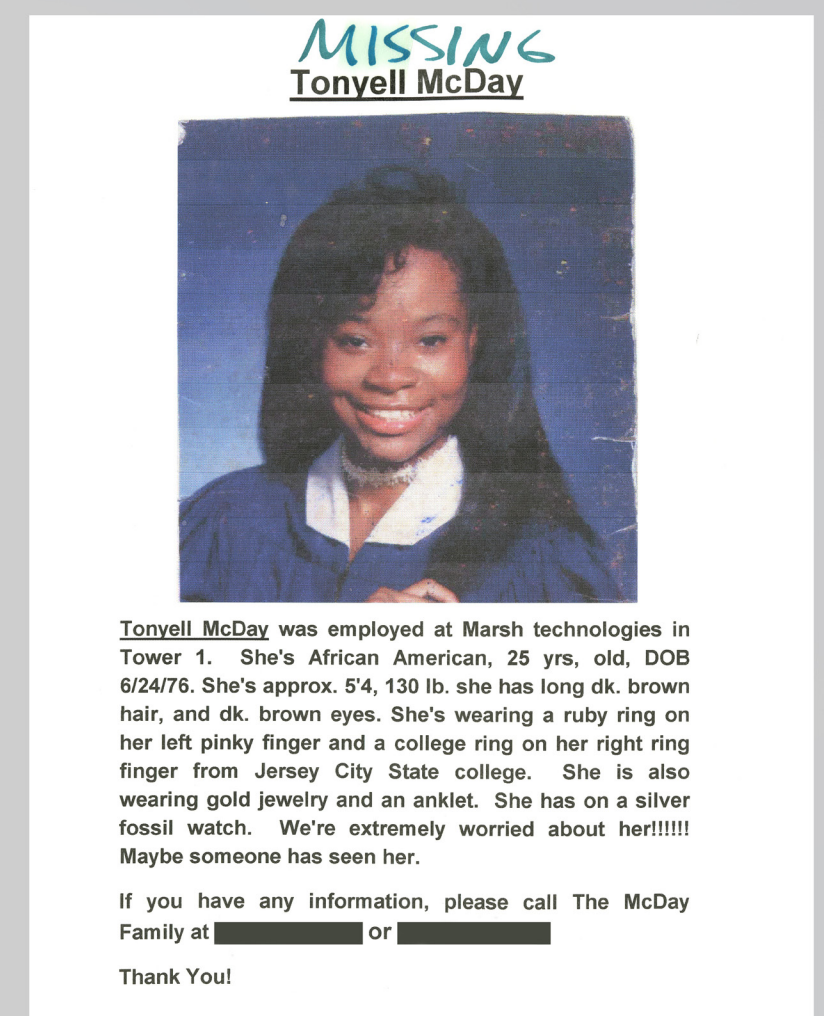 MISSING
Tonyell McDay
Tonyell McDay was employed at Marsh technologies in
Tower 1. She's African American, 25 yrs, old, DOB
6/24/76. She's approx. 5'4, 130 lb. she has long dk. brown
hair, and dk. brown eyes. She's wearing a ruby ring on
her left pinky finger and a college ring on her right ring
finger from Jersey City State college. She is also
wearing gold jewelry and an anklet. She has on a silver
fossil watch. We're extremely worried about her!!!!!!
Maybe someone has seen her.
If you have any information, please call The McDay
Family at or
Thank You!